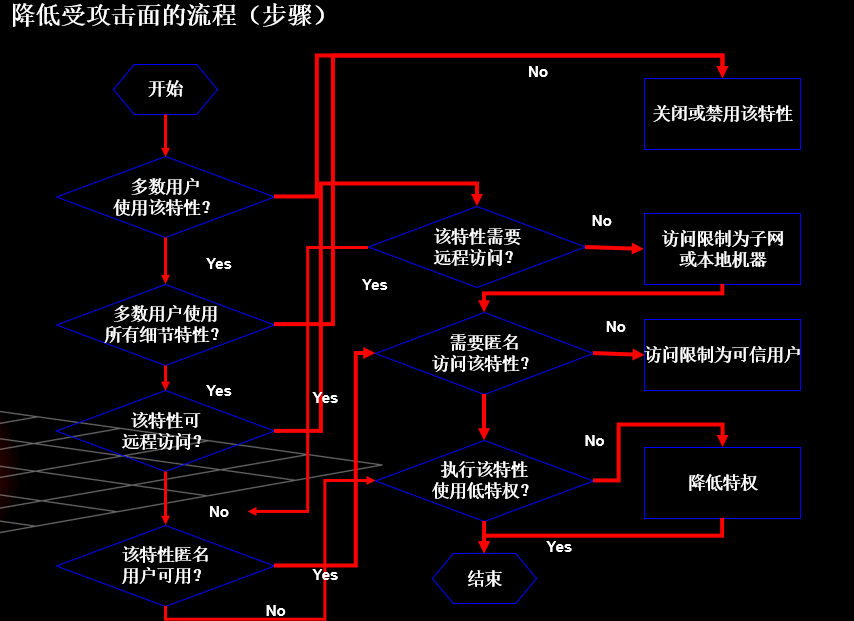 降低受攻击面的流程（步骤）
开始
No
关闭或禁用该特性
多数用户
使用该特性？
Yes
该特性需要
远程访问？
No
访问限制为子网
或本地机器
Yes
多数用户使用
所有细节特性？
需要匿名
访问该特性？
No
访问限制为可信用户
Yes
Yes
该特性可
远程访问？
执行该特性
使用低特权？
No
降低特权
No
该特性匿名
用户可用？
Yes
Yes
结束
No